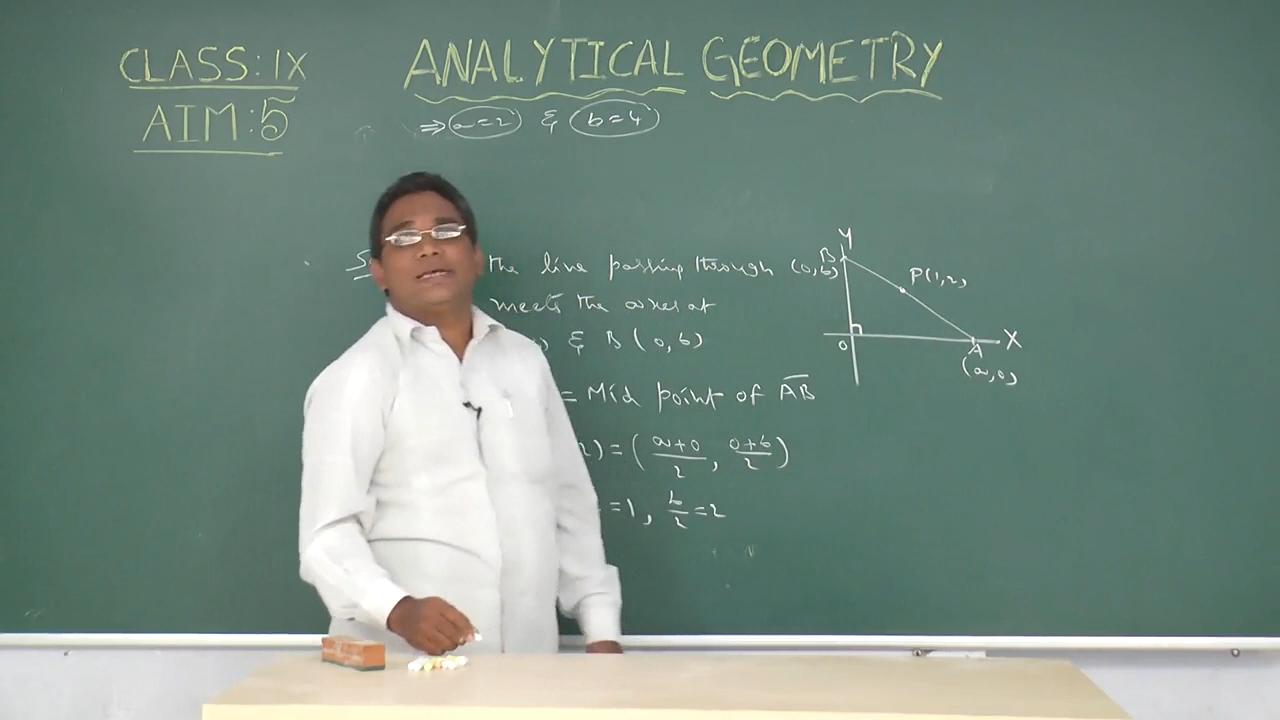 CLASS: IX
ANALYTICAL GEOMETRY
AIM: 5
⇒ a=2 & b=4
the line passing through
meets the axes at
& B (0, b)
= Mid point of AB
2) = (a+0/2, 0+b/2)
=1, b/2=2
Y
B
(0,b)
P(1,2)
O
A
X
(a,0)